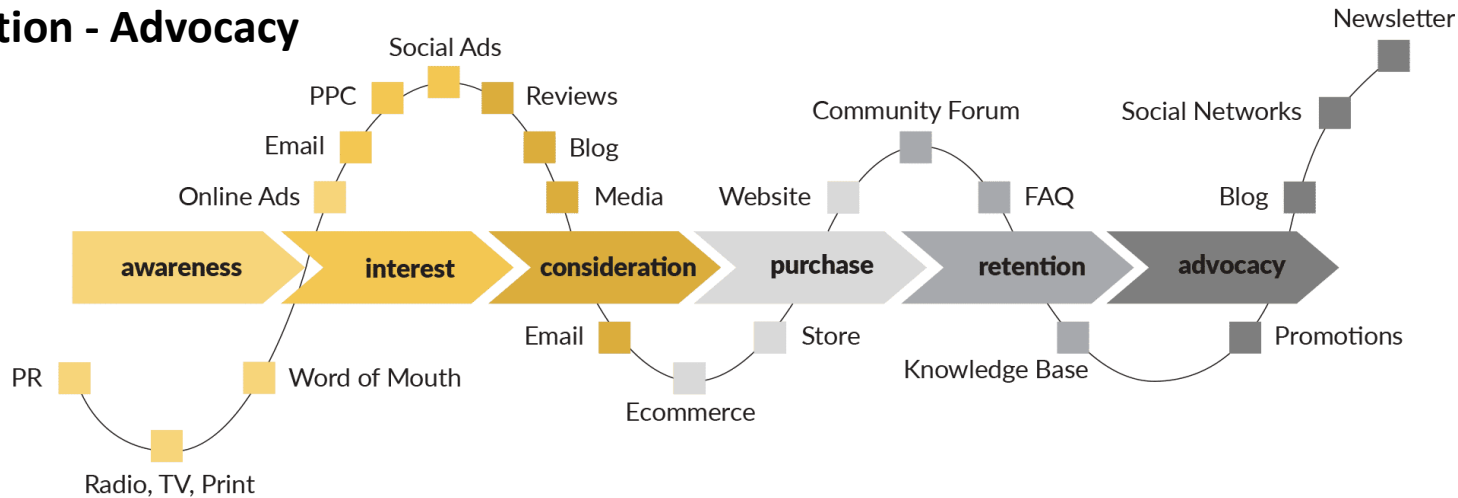 tion - Advocacy
Newsletter
Social Ads
PPC
Reviews
Community Forum
Social Networks
Email
Blog
Online Ads
Media
Website
FAQ
Blog
awareness
interest
consideration
purchase
retention
advocacy
Email
Store
Promotions
PR
Word of Mouth
Knowledge Base
Ecommerce
Radio, TV, Print